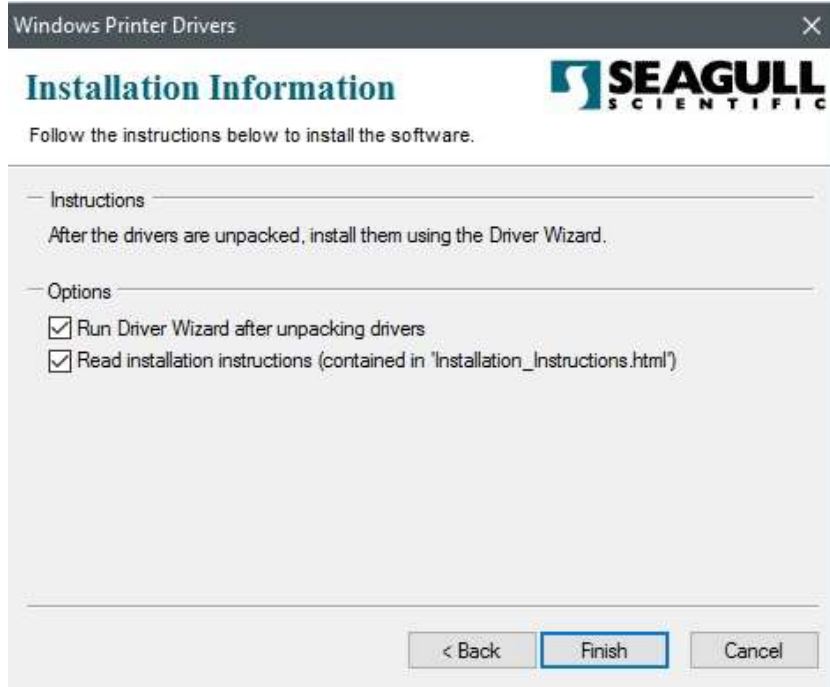 Windows Printer Drivers
Installation Information
SEAGULL
SCIENTIFIC
Follow the instructions below to install the software.
Instructions
After the drivers are unpacked, install them using the Driver Wizard.
Options
Run Driver Wizard after unpacking drivers
Read installation instructions (contained in 'Installation_Instructions.html')
< Back Finish Cancel